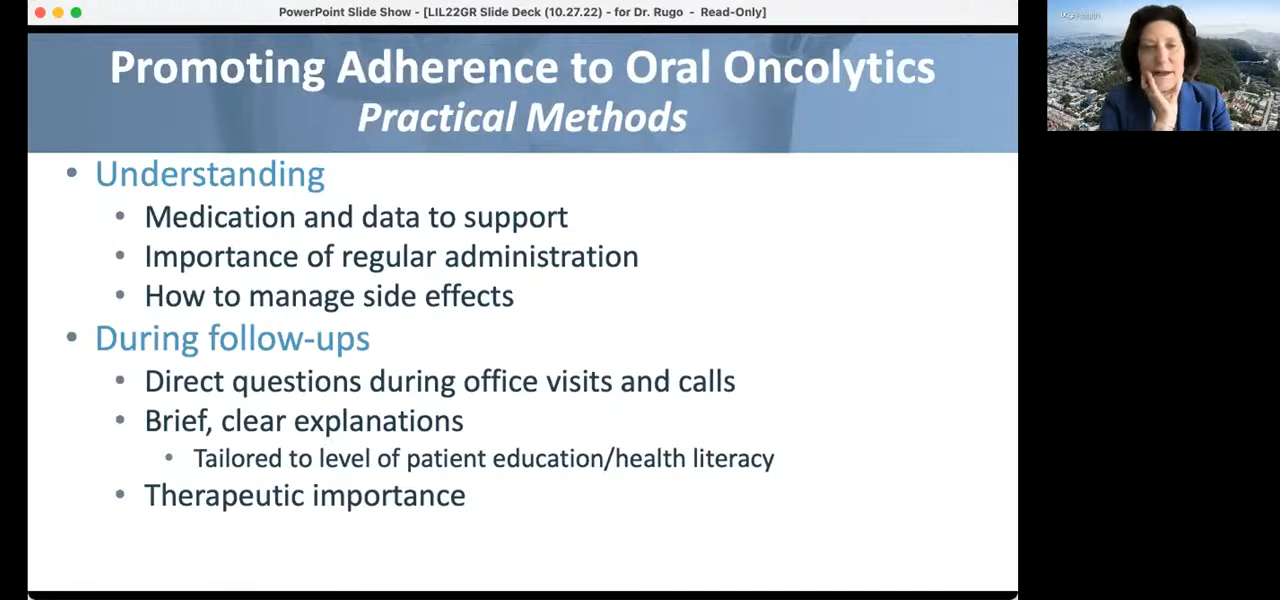 PowerPoint Slide Show - [LIL22GR Slide Deck (10.27.22) - for Dr. Rugo - Read-Only]
Promoting Adherence to Oral Oncolytics
Practical Methods
• Understanding
• Medication and data to support
• Importance of regular administration
• How to manage side effects
• During follow-ups
• Direct questions during office visits and calls
• Brief, clear explanations
• Tailored to level of patient education/health literacy
• Therapeutic importance